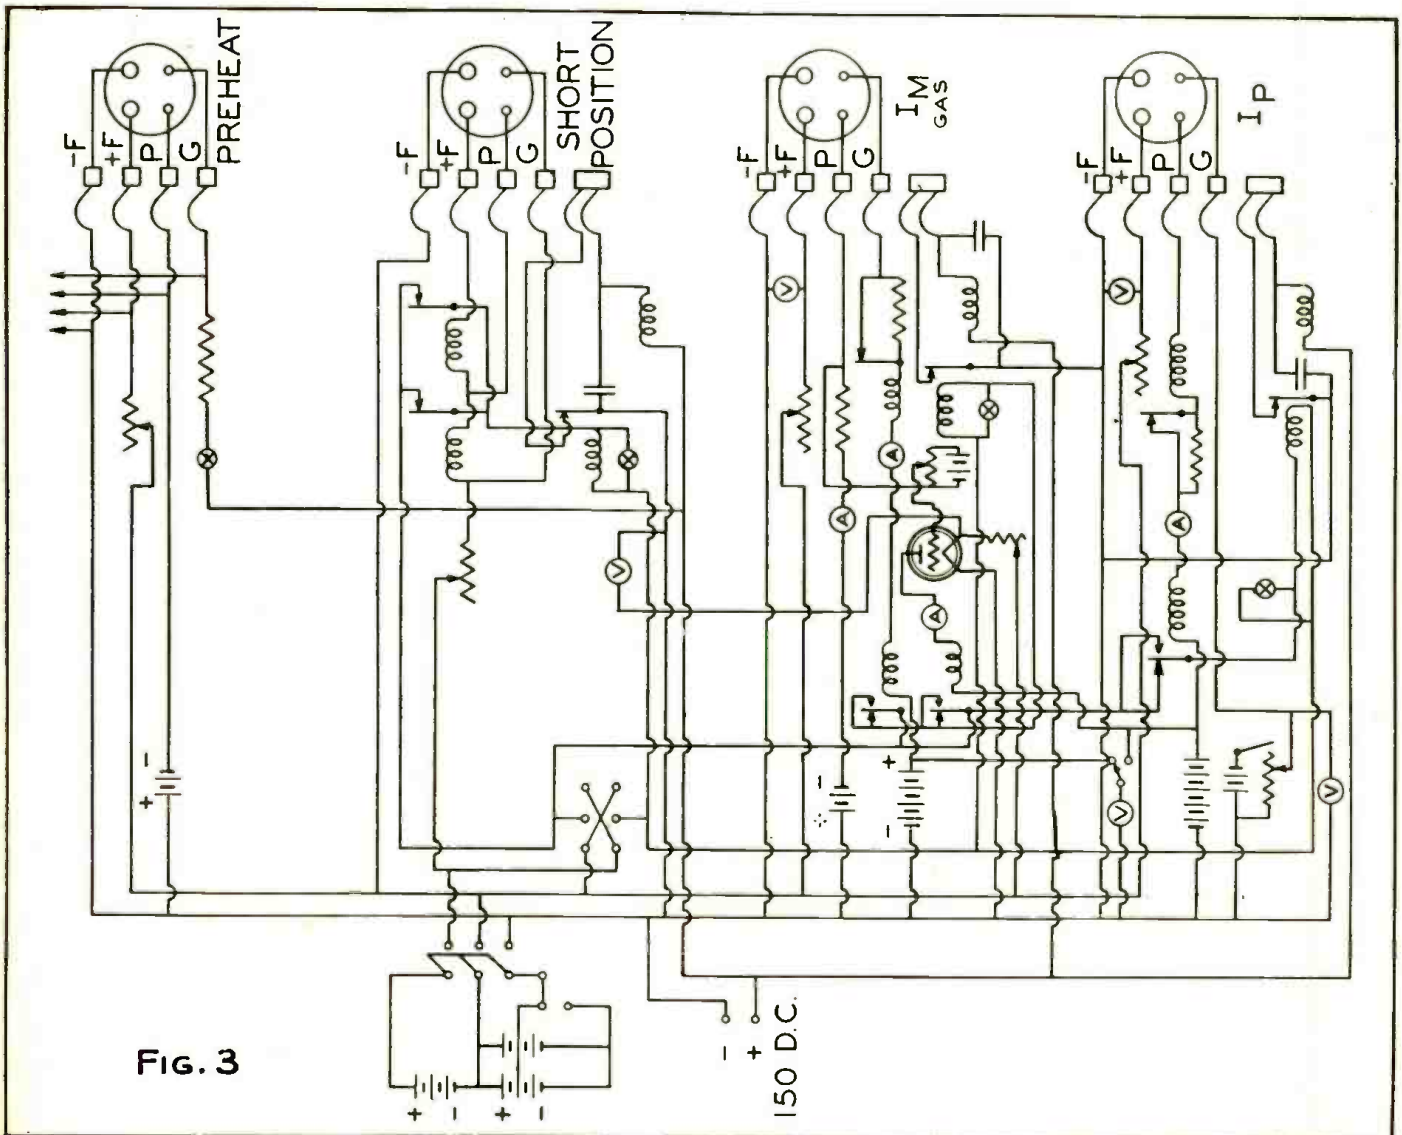 -F
+F
P
G
PREHEAT
-F
+F
P
G
SHORT
POSITION
-F
+F
P
G
IM
GAS
-F
+F
P
G
IP
V
V
A
A
A
A
V
V
V
-
+
-
+
-
+
-
+
-
-
+
150 D.C.
FIG. 3